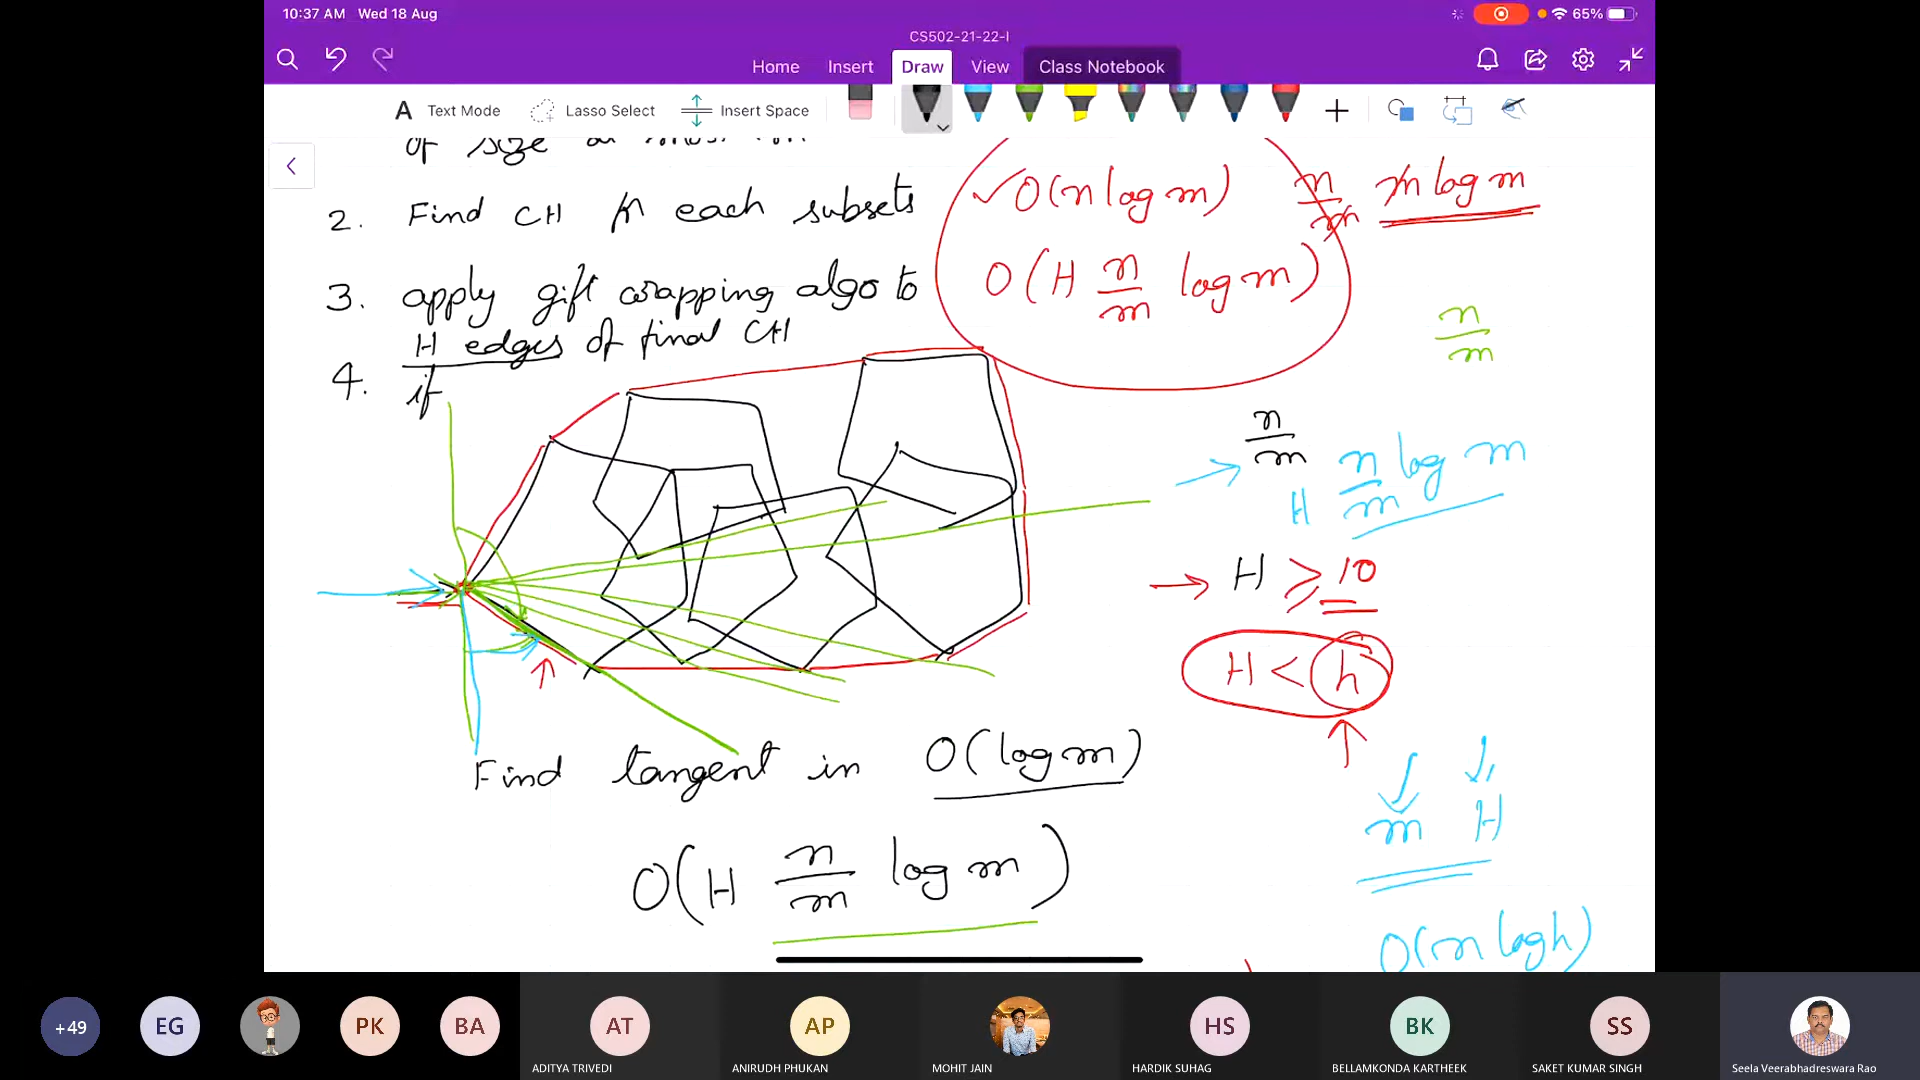 10:37 AM Wed 18 Aug
65%
CS502-21-22-I
Home Insert Draw View Class Notebook
A Text Mode Lasso Select Insert Space
of size
2. Find CH for each subsets
O(n log m)
n/m m log m
O(H n/m log m)
3. apply gift wrapping algo to
H edges of final CH
n/m
4. if
n/m
H n/m log m
H ≥ 10
H < h
Find tangent in O(log m)
m H
O(H n/m log m)
O(n log h)
+49 EG PK BA AT AP HS BK SS
ADITYA TRIVEDI
ANIRUDH PHUKAN
MOHIT JAIN
HARDIK SUHAG
BELLAMKONDA KARTHEEK
SAKET KUMAR SINGH
Seela Veerabhadreswara Rao